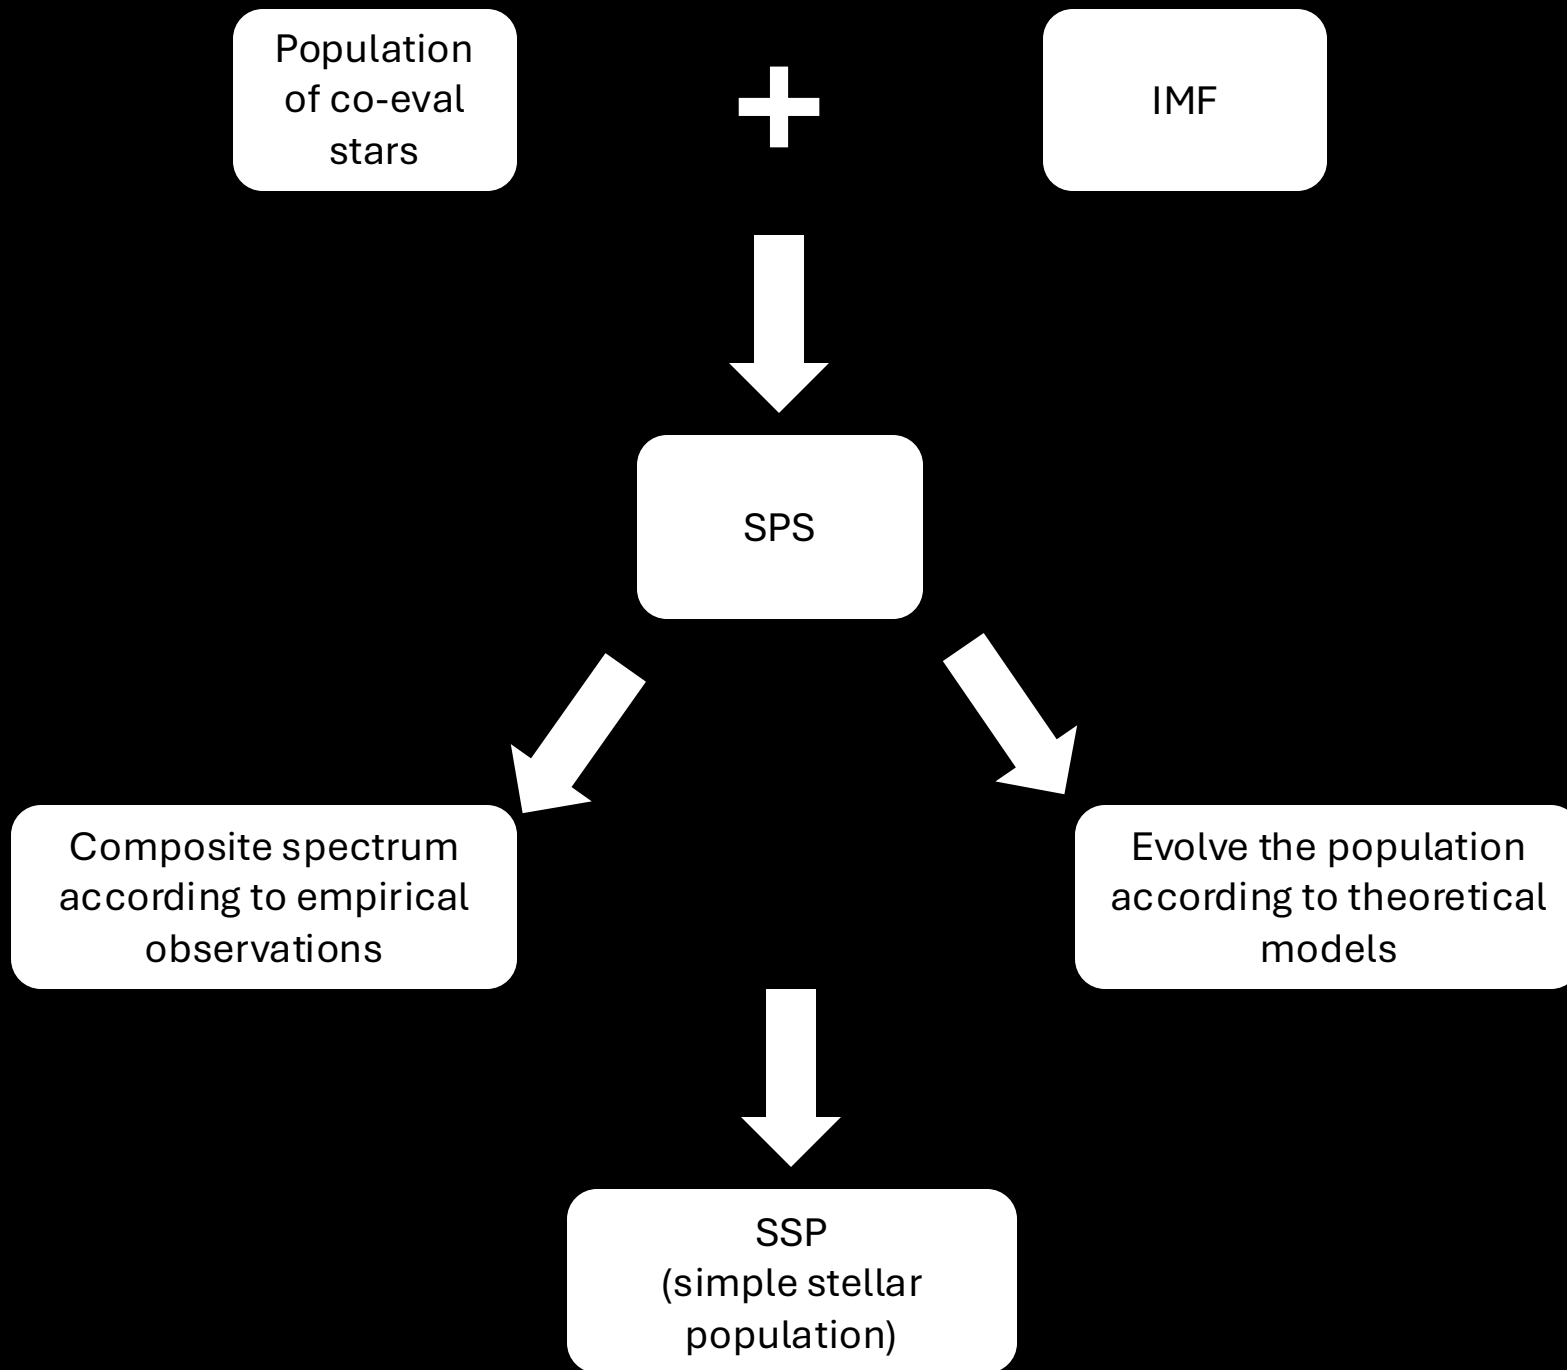 Population
of co-eval
stars
IMF
SPS
Composite spectrum
according to empirical
observations
Evolve the population
according to theoretical
models
SSP
(simple stellar
population)